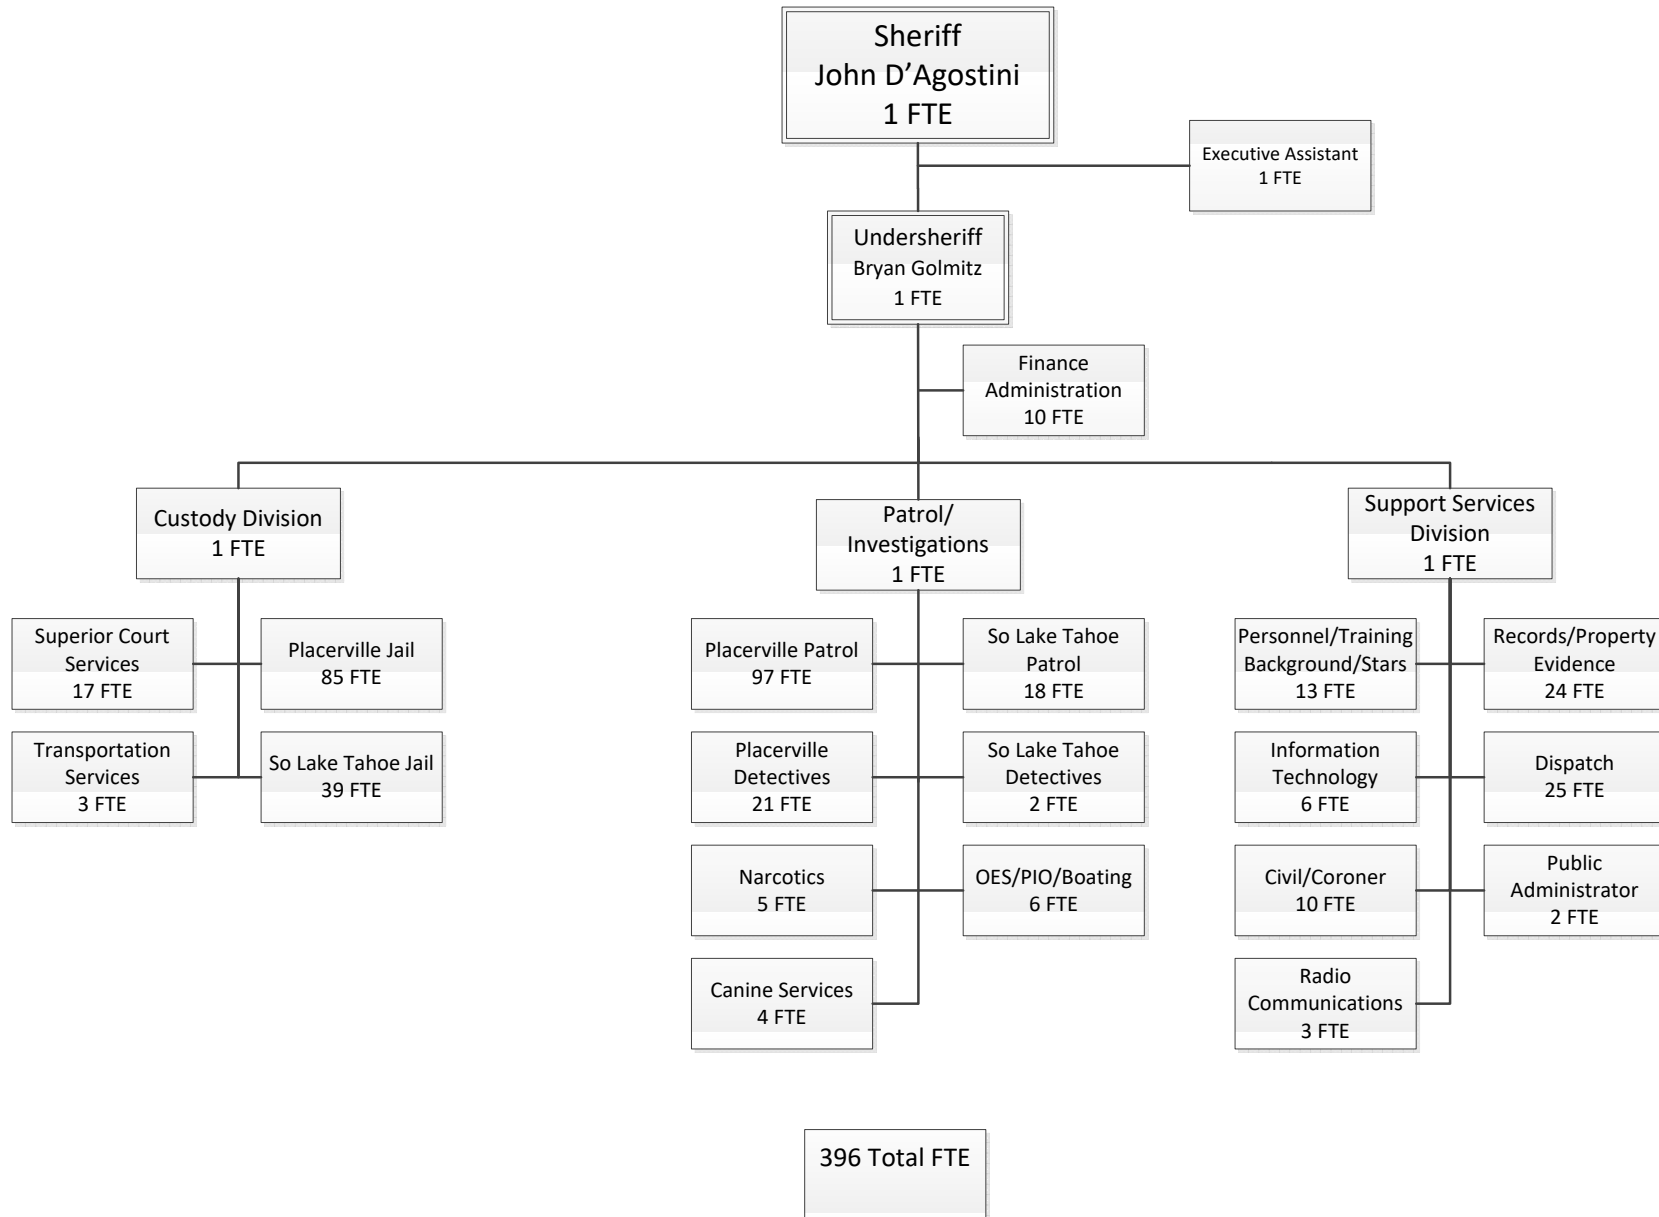 Sheriff
John D’Agostini
1 FTE
Executive Assistant
1 FTE
Undersheriff
Bryan Golmitz
1 FTE
Finance
Administration
10 FTE
Custody Division
1 FTE
Patrol/
Investigations
1 FTE
Support Services
Division
1 FTE
Superior Court
Services
17 FTE
Placerville Jail
85 FTE
Transportation
Services
3 FTE
So Lake Tahoe Jail
39 FTE
Placerville Patrol
97 FTE
So Lake Tahoe
Patrol
18 FTE
Placerville
Detectives
21 FTE
So Lake Tahoe
Detectives
2 FTE
Narcotics
5 FTE
OES/PIO/Boating
6 FTE
Canine Services
4 FTE
Personnel/Training
Background/Stars
13 FTE
Records/Property
Evidence
24 FTE
Information
Technology
6 FTE
Dispatch
25 FTE
Civil/Coroner
10 FTE
Public
Administrator
2 FTE
Radio
Communications
3 FTE
396 Total FTE